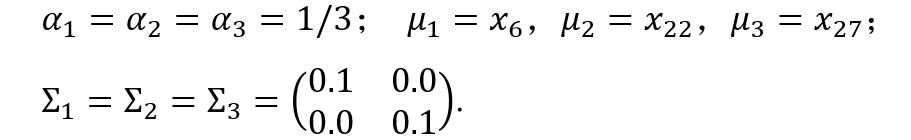 α₁ = α₂ = α₃ = 1/3;  μ₁ = x₆, μ₂ = x₂₂, μ₃ = x₂₇;
Σ₁ = Σ₂ = Σ₃ = (0.1 0.0
0.0 0.1).